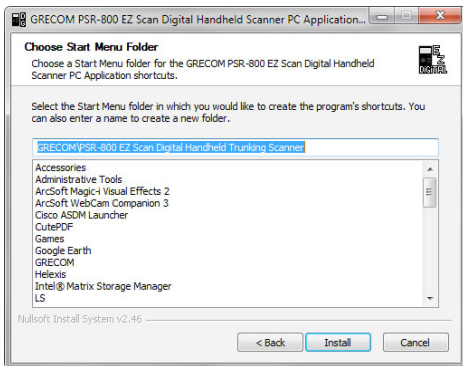 GRECOM PSR-800 EZ Scan Digital Handheld Scanner PC Application...
Choose Start Menu Folder
Choose a Start Menu folder for the GRECOM PSR-800 EZ Scan Digital Handheld
Scanner PC Application shortcuts.
EZ
DIGITAL
Select the Start Menu folder in which you would like to create the program's shortcuts. You
can also enter a name to create a new folder.
GRECOM\PSR-800 EZ Scan Digital Handheld Trunking Scanner
Accessories
Administrative Tools
ArcSoft Magic-i Visual Effects 2
ArcSoft WebCam Companion 3
Cisco ASDM Launcher
CutePDF
Games
Google Earth
GRECOM
Helexis
Intel® Matrix Storage Manager
LS
Nullsoft Install System v2.46
< Back
Install
Cancel